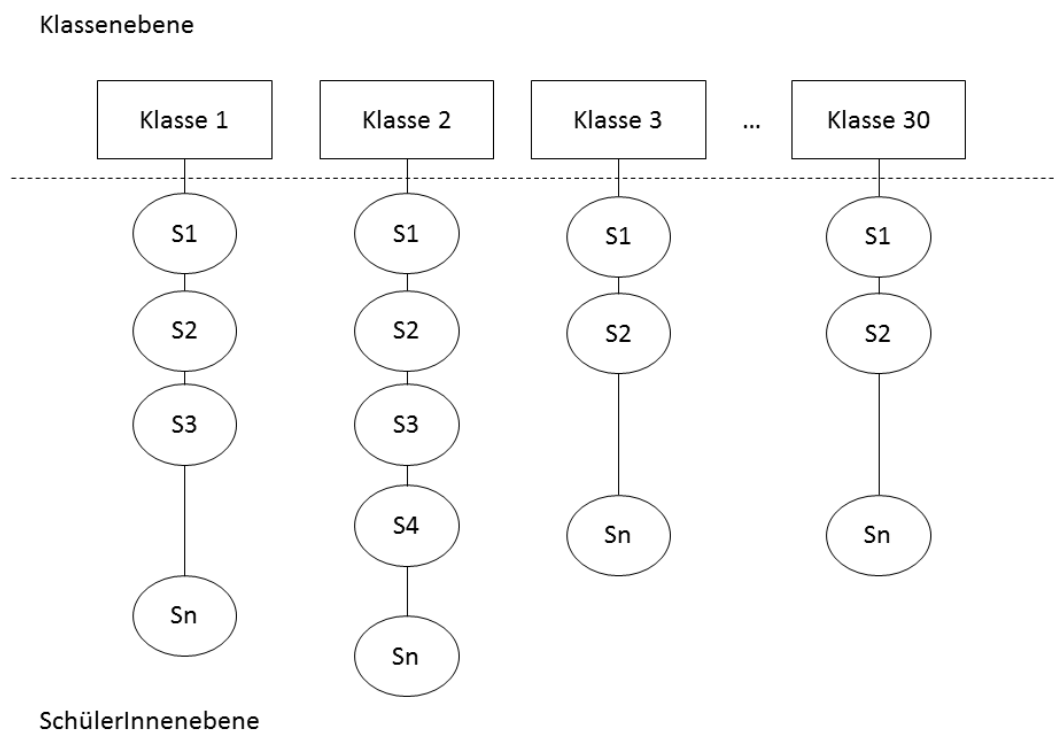 Klassenebene
Klasse 1 Klasse 2 Klasse 3 ... Klasse 30
S1 S1 S1 S1
S2 S2 S2 S2
S3 S3
S4 Sn Sn
Sn Sn
SchülerInnenebene